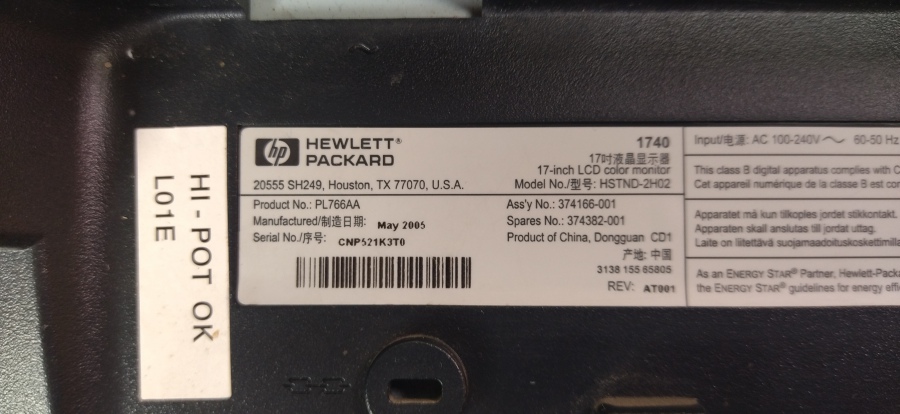 HI-POT OK
L01E
hp HEWLETT®
PACKARD
20555 SH249, Houston, TX 77070, U.S.A.
1740
17吋液晶显示器
17-inch LCD color monitor
Model No./型号: HSTND-2H02
Product No.: PL766AA
Manufactured/制造日期: May 2005
Serial No./序号: CNP521K3T0
Ass'y No.: 374166-001
Spares No.: 374382-001
Product of China, Dongguan CD1
产地: 中国
3138 155 65805
REV: AT001
Input/电源: AC 100-240V～ 60-50 Hz
This class B digital apparatus complies with C
Cet appareil numérique de la classe B est con
Apparatet må kun tilkoples jordet stikkontakt.
Apparaten skall anslutas till jordat uttag.
Laite on liitettävä suojamaadoituskoskettimilla
As an ENERGY STAR® Partner, Hewlett-Packa
the ENERGY STAR® guidelines for energy effi